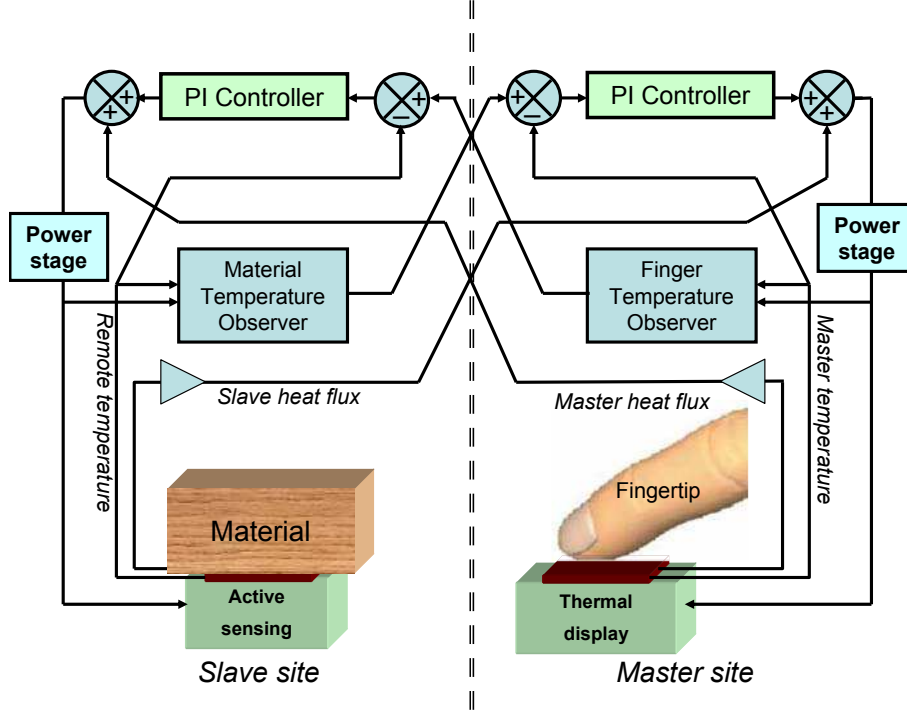 +
+
PI Controller
+
−
+
−
PI Controller
+
+
Power
stage
Material
Temperature
Observer
Finger
Temperature
Observer
Power
stage
Remote temperature
Slave heat flux
Master heat flux
Master temperature
Material
Fingertip
Active
sensing
Thermal
display
Slave site
Master site